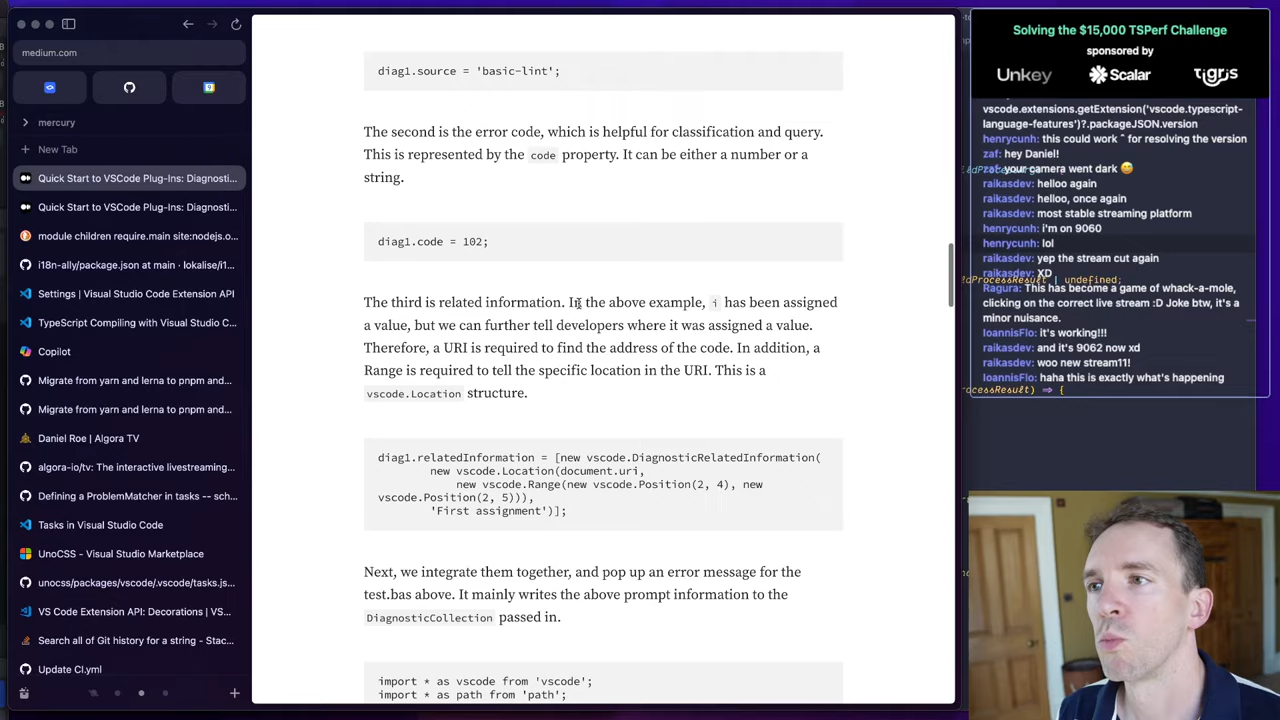 medium.com
mercury
New Tab
Quick Start to VSCode Plug-Ins: Diagnosti...
Quick Start to VSCode Plug-Ins: Diagnosti...
module children require.main site:nodejs.o...
i18n-ally/package.json at main · lokalise/i1...
Settings | Visual Studio Code Extension API
TypeScript Compiling with Visual Studio C...
Copilot
Migrate from yarn and lerna to pnpm and...
Migrate from yarn and lerna to pnpm and...
Daniel Roe | Algora TV
algora-io/tv: The interactive livestreaming...
Defining a ProblemMatcher in tasks -- sch...
Tasks in Visual Studio Code
UnoCSS - Visual Studio Marketplace
unocss/packages/vscode/.vscode/tasks.js...
VS Code Extension API: Decorations | VS...
Search all of Git history for a string - Stac...
Update CI.yml
diag1.source = 'basic-lint';
The second is the error code, which is helpful for classification and query.
This is represented by the code property. It can be either a number or a
string.
diag1.code = 102;
The third is related information. In the above example, i has been assigned
a value, but we can further tell developers where it was assigned a value.
Therefore, a URI is required to find the address of the code. In addition, a
Range is required to tell the specific location in the URI. This is a
vscode.Location structure.
diag1.relatedInformation = [new vscode.DiagnosticRelatedInformation(
new vscode.Location(document.uri,
new vscode.Range(new vscode.Position(2, 4), new
vscode.Position(2, 5))),
'First assignment')];
Next, we integrate them together, and pop up an error message for the
test.bas above. It mainly writes the above prompt information to the
DiagnosticCollection passed in.
import * as vscode from 'vscode';
import * as path from 'path';
Solving the $15,000 TSPerf Challenge
sponsored by
Unkey Scalar tigris
vscode.extensions.getExtension('vscode.typescript-
language-features')?.packageJSON.version
henrycunh: this could work ^ for resolving the version
zaf: hey Daniel!
zaf: your camera went dark 😅
raikasdev: helloo again
raikasdev: helloo, once again
raikasdev: most stable streaming platform
henrycunh: i'm on 9060
henrycunh: lol
raikasdev: yep the stream cut again
raikasdev: XD
Ragura: This has become of game of whack-a-mole,
clicking on the correct live stream :D Joke btw, it's a
minor nuisance.
IoannisFlo: it's working!!!
raikasdev: and it's 9062 now xd
raikasdev: woo new stream11!
IoannisFlo: haha this is exactly what's happening